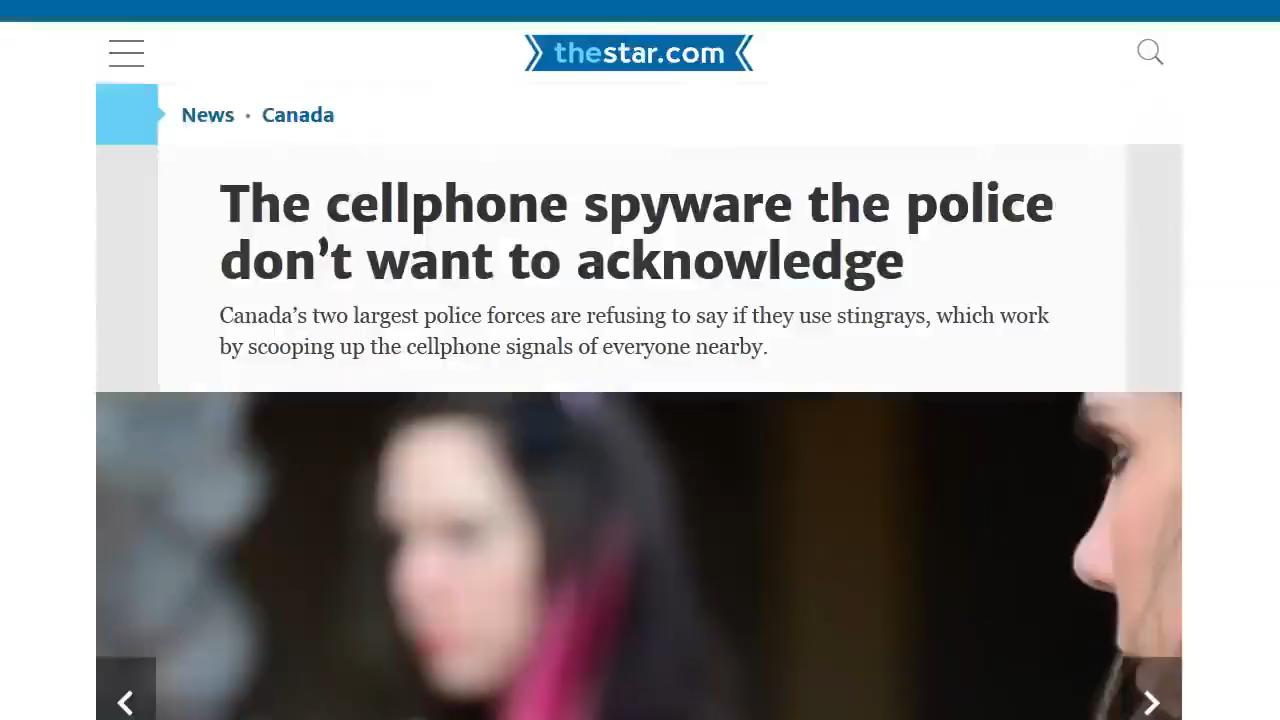 thestar.com
News • Canada
The cellphone spyware the police
don’t want to acknowledge
Canada’s two largest police forces are refusing to say if they use stingrays, which work
by scooping up the cellphone signals of everyone nearby.